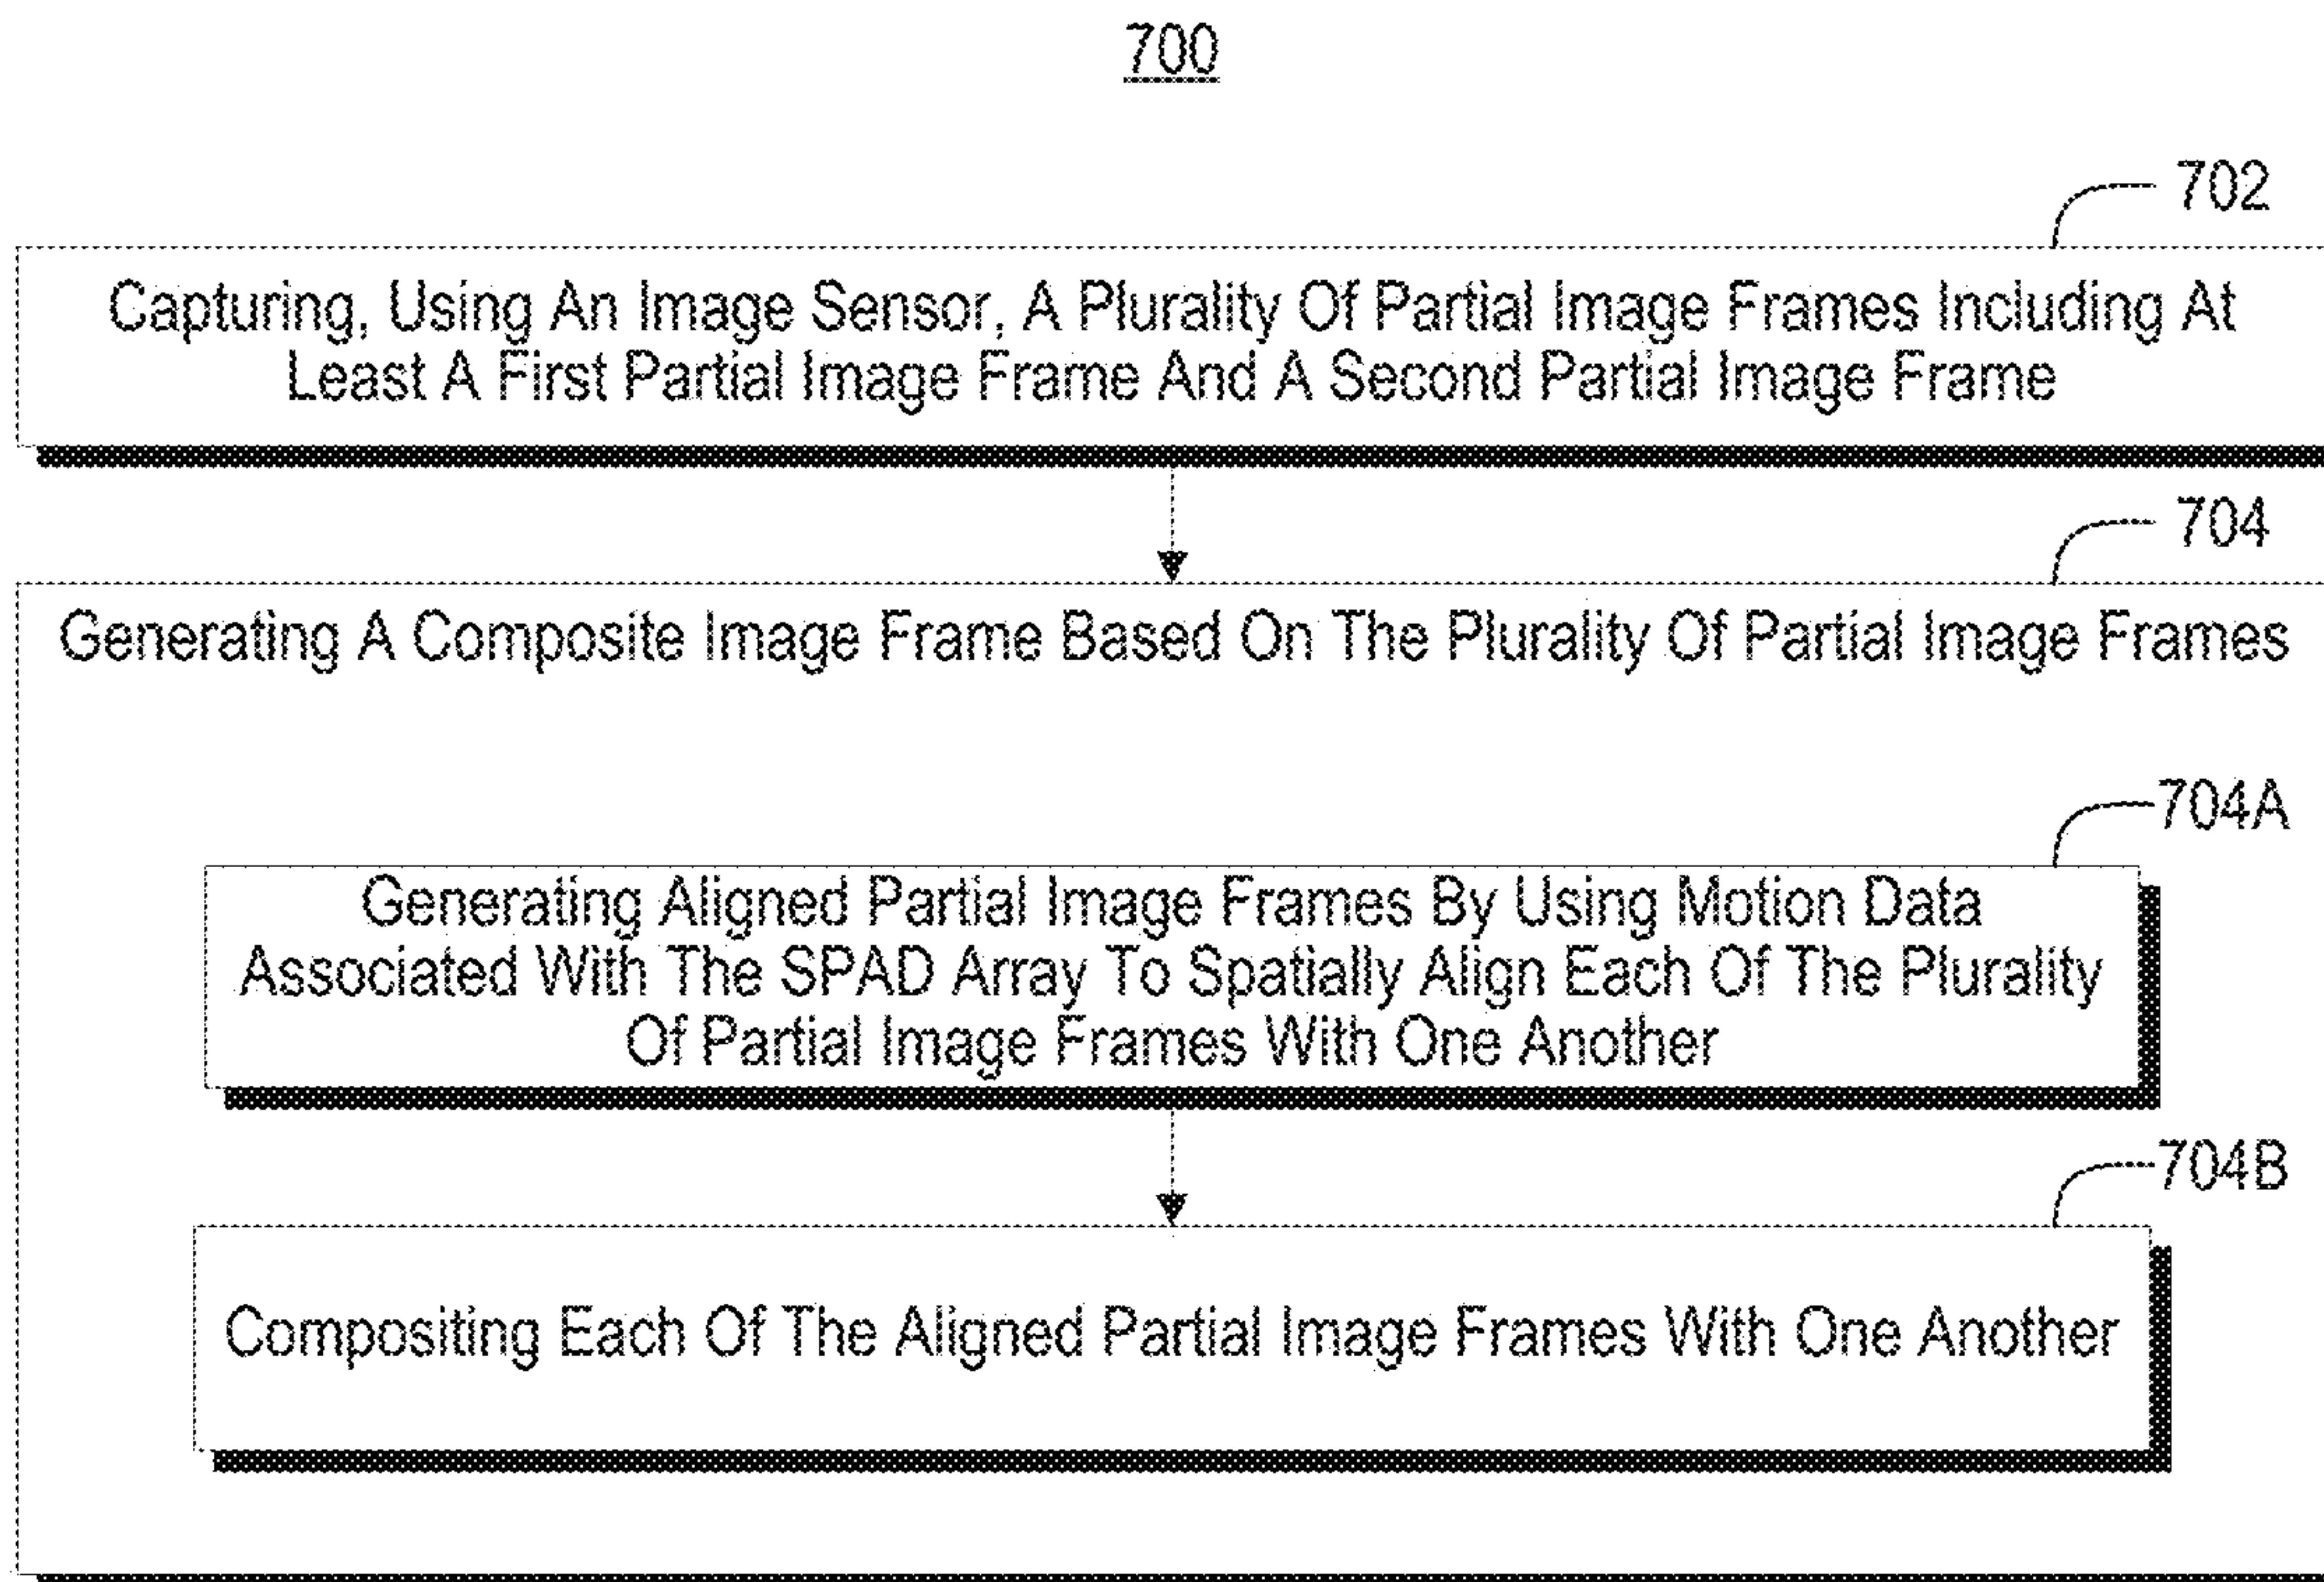 700
702
Capturing, Using An Image Sensor, A Plurality Of Partial Image Frames Including At
Least A First Partial Image Frame And A Second Partial Image Frame
704
Generating A Composite Image Frame Based On The Plurality Of Partial Image Frames
704A
Generating Aligned Partial Image Frames By Using Motion Data
Associated With The SPAD Array To Spatially Align Each Of The Plurality
Of Partial Image Frames With One Another
704B
Compositing Each Of The Aligned Partial Image Frames With One Another